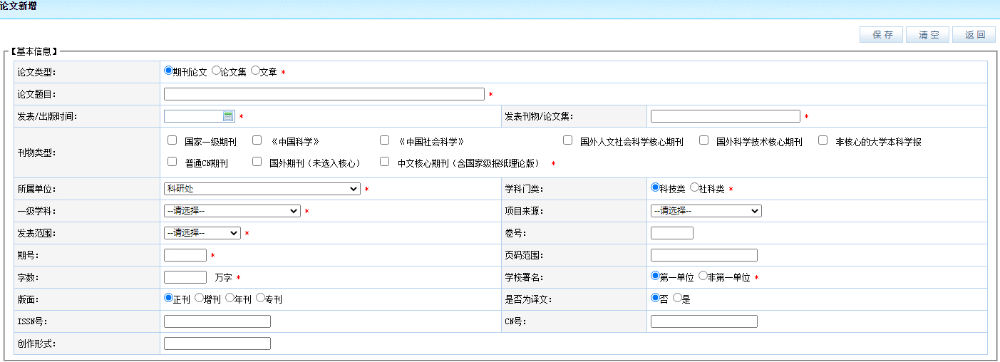 论文新增
保 存 清 空 返 回
【基本信息】
论文类型: 期刊论文 论文集 文章 *
论文题目: *
发表/出版时间: * 发表刊物/论文集: *
刊物类型: 国家一级期刊 《中国科学》 《中国社会科学》 国外人文社会科学核心期刊 国外科学技术核心期刊 非核心的大学本科学报
普通CN期刊 国外期刊(未选入核心) 中文核心期刊(含国家级报纸理论版) *
所属单位: 科研处 * 学科门类: 科技类 社科类 *
一级学科: --请选择-- * 项目来源: --请选择--
发表范围: --请选择-- * 卷号:
期号: * 页码范围:
字数: 万字 * 学校署名: 第一单位 非第一单位 *
版面: 正刊 增刊 年刊 专刊 是否为译文: 否 是
ISSN号: CN号:
创作形式: